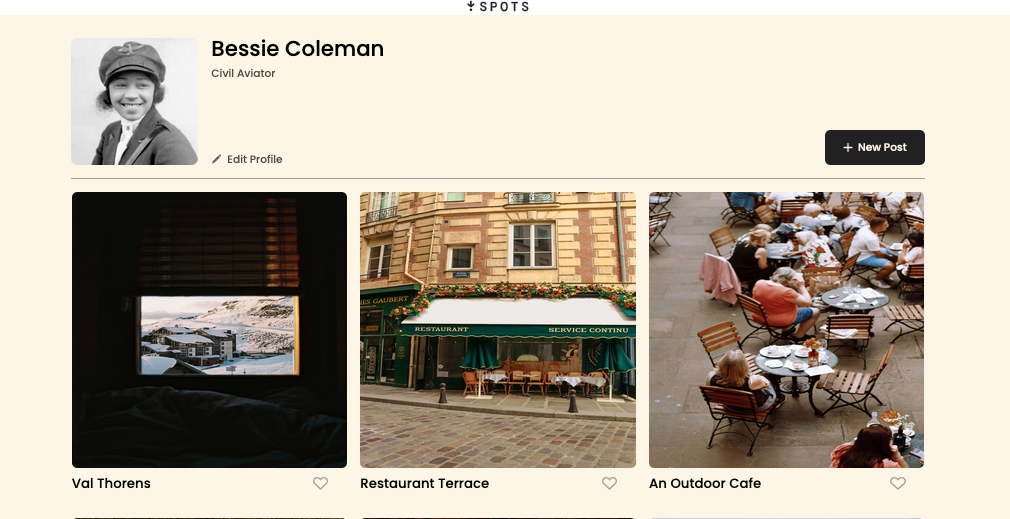 SPOTS
Bessie Coleman
Civil Aviator
Edit Profile
New Post
ES GAUBERT
RESTAURANT
SERVICE CONTINU
Val Thorens
Restaurant Terrace
An Outdoor Cafe